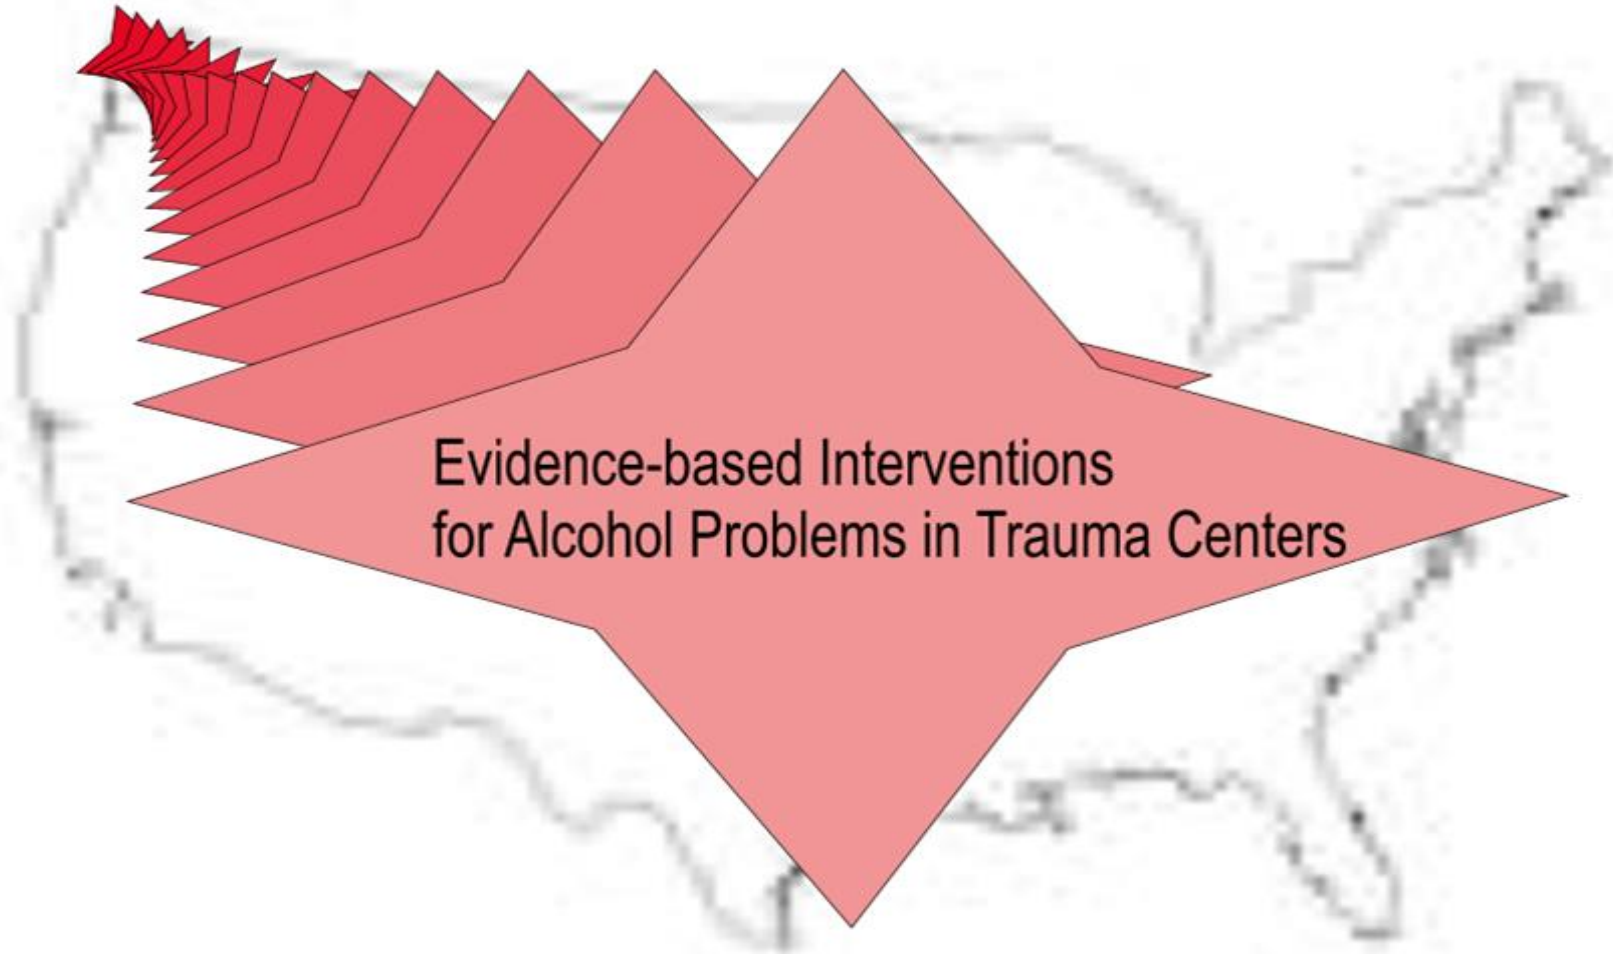 Evidence-based Interventions
for Alcohol Problems in Trauma Centers